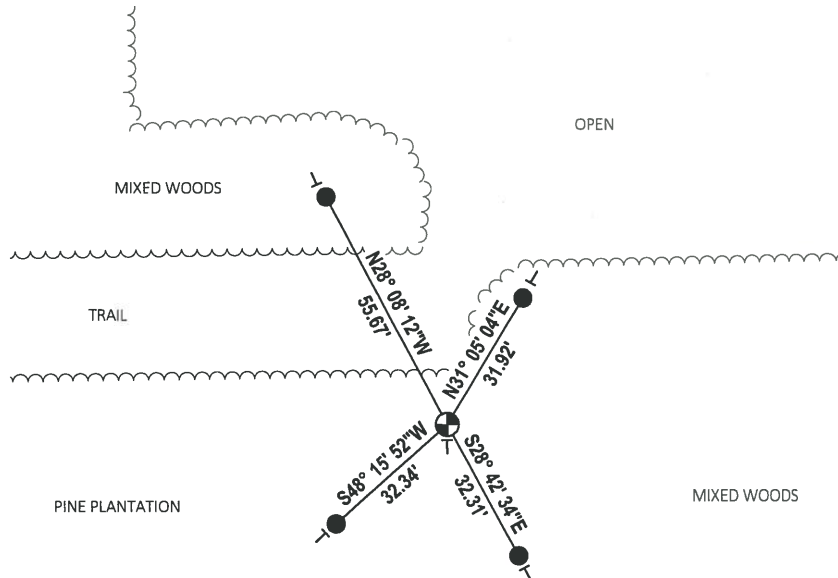 OPEN
MIXED WOODS
N28° 08' 12"W
55.67'
TRAIL
N31° 05' 04"E
31.92'
S48° 15' 52"W
32.34'
S28° 42' 34"E
32.31'
PINE PLANTATION
MIXED WOODS